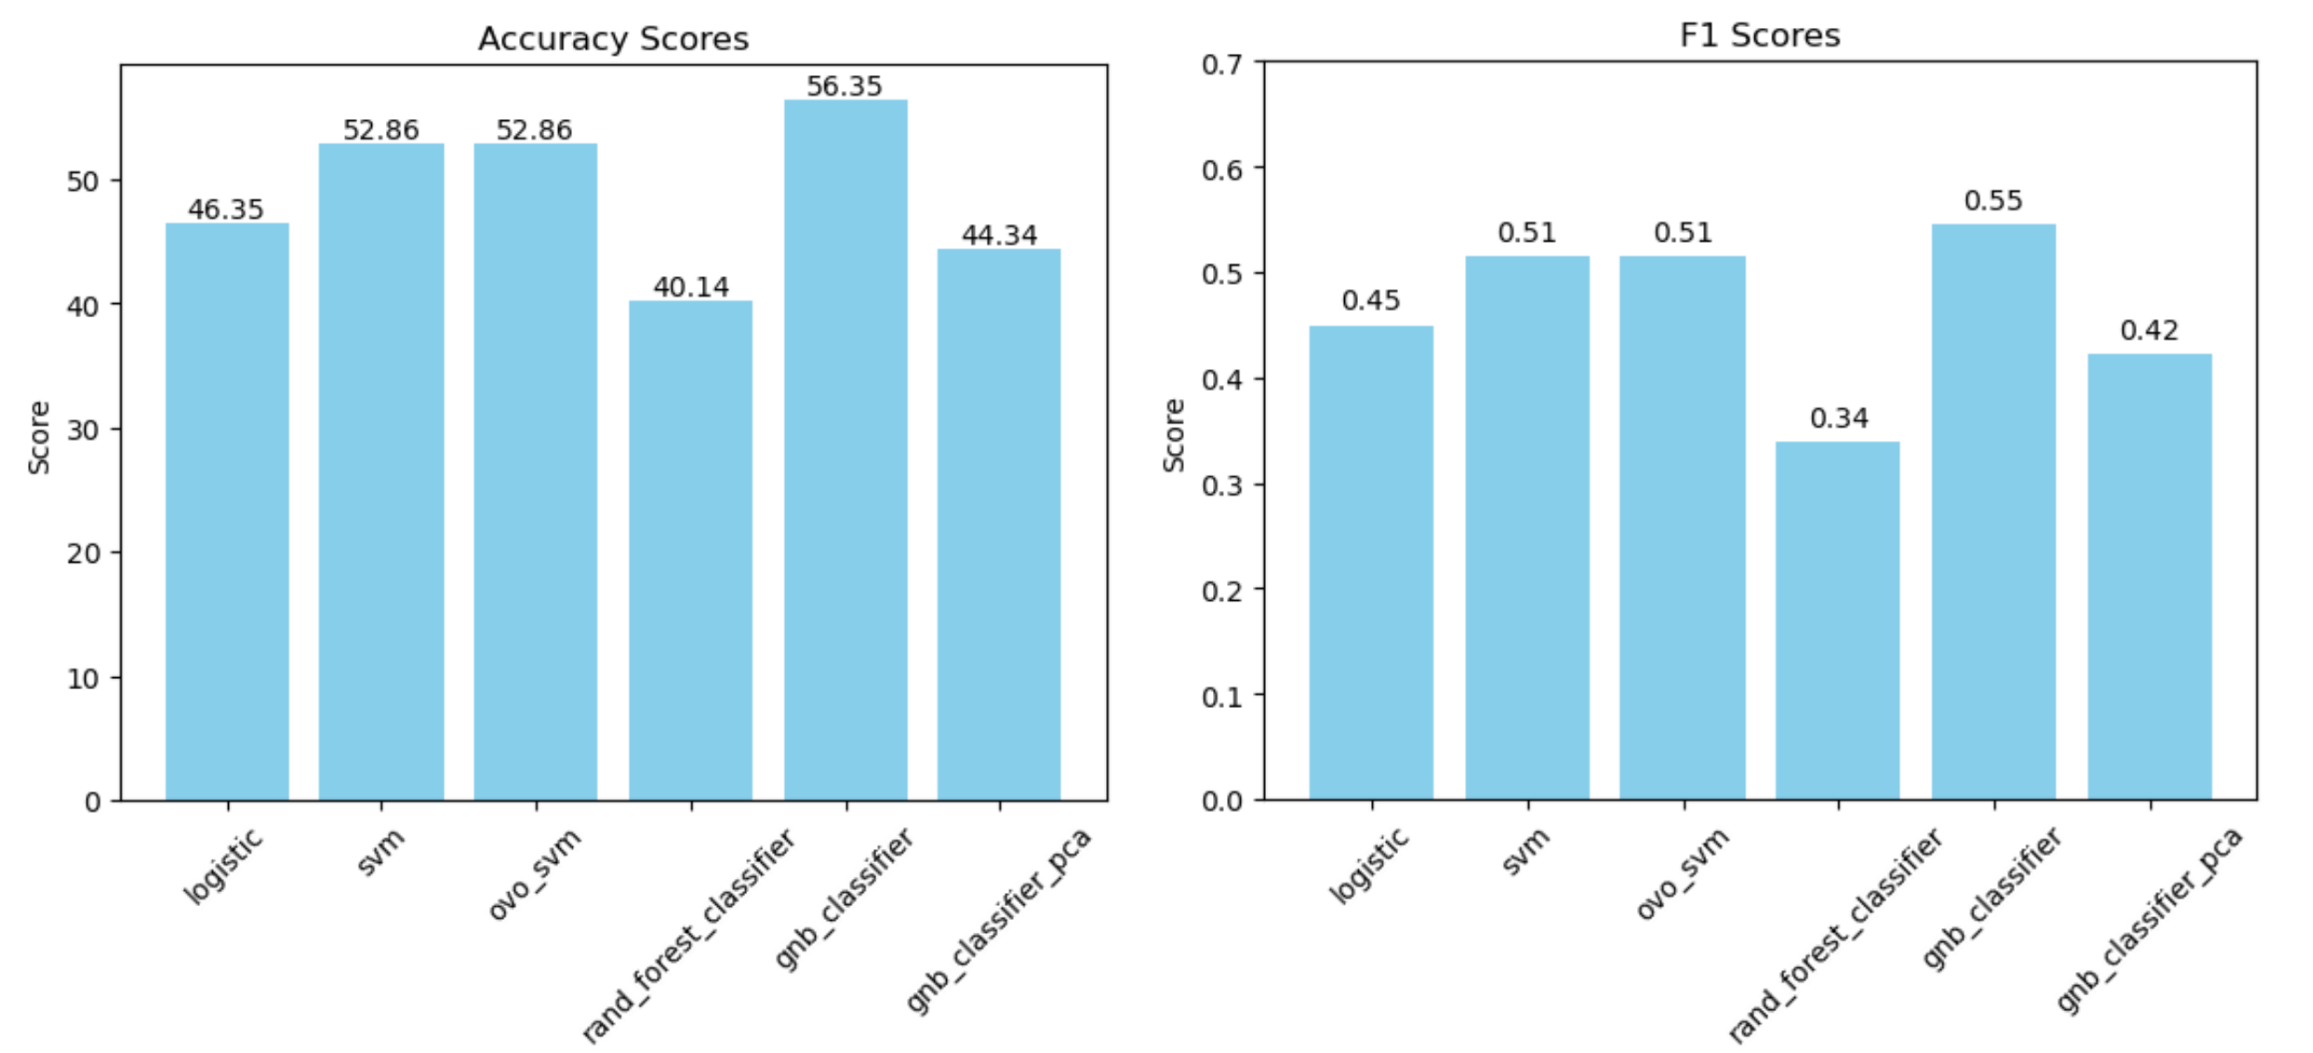 Accuracy Scores
56.35
52.86 52.86
46.35
44.34
40.14
50
40
30
20
10
0
Score
logistic
svm
ovo_svm
rand_forest_classifier
gnb_classifier
gnb_classifier_pca
F1 Scores
0.7
0.6
0.5
0.4
0.3
0.2
0.1
0.0
Score
0.45
0.51
0.51
0.34
0.55
0.42
logistic
svm
ovo_svm
rand_forest_classifier
gnb_classifier
gnb_classifier_pca